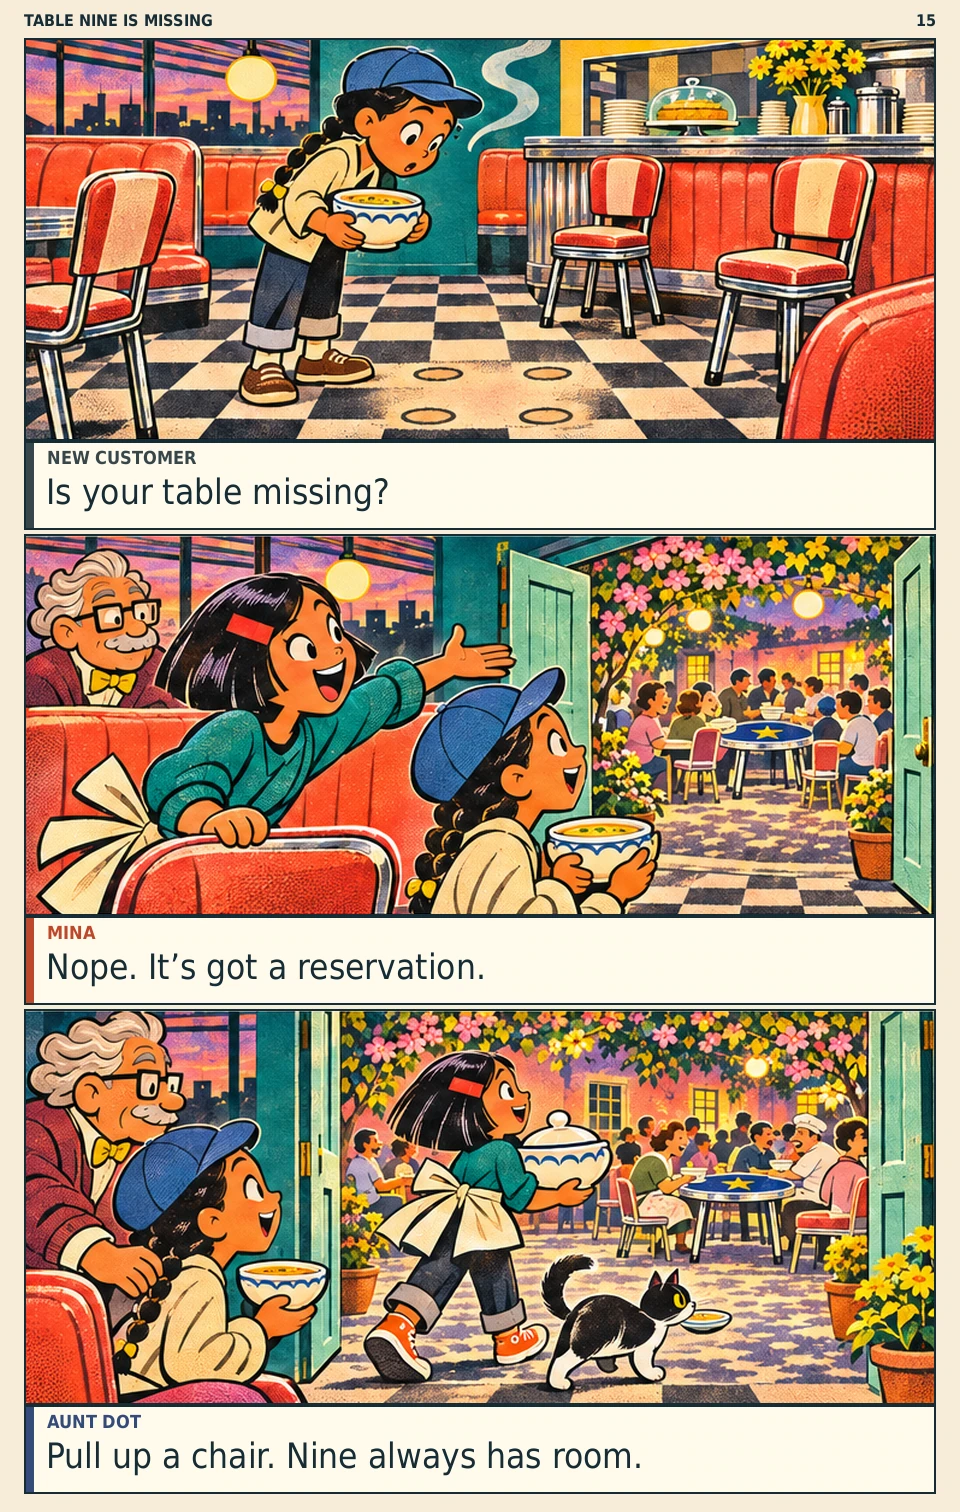 TABLE NINE IS MISSING
15
NEW CUSTOMER
Is your table missing?
MINA
Nope. It’s got a reservation.
AUNT DOT
Pull up a chair. Nine always has room.